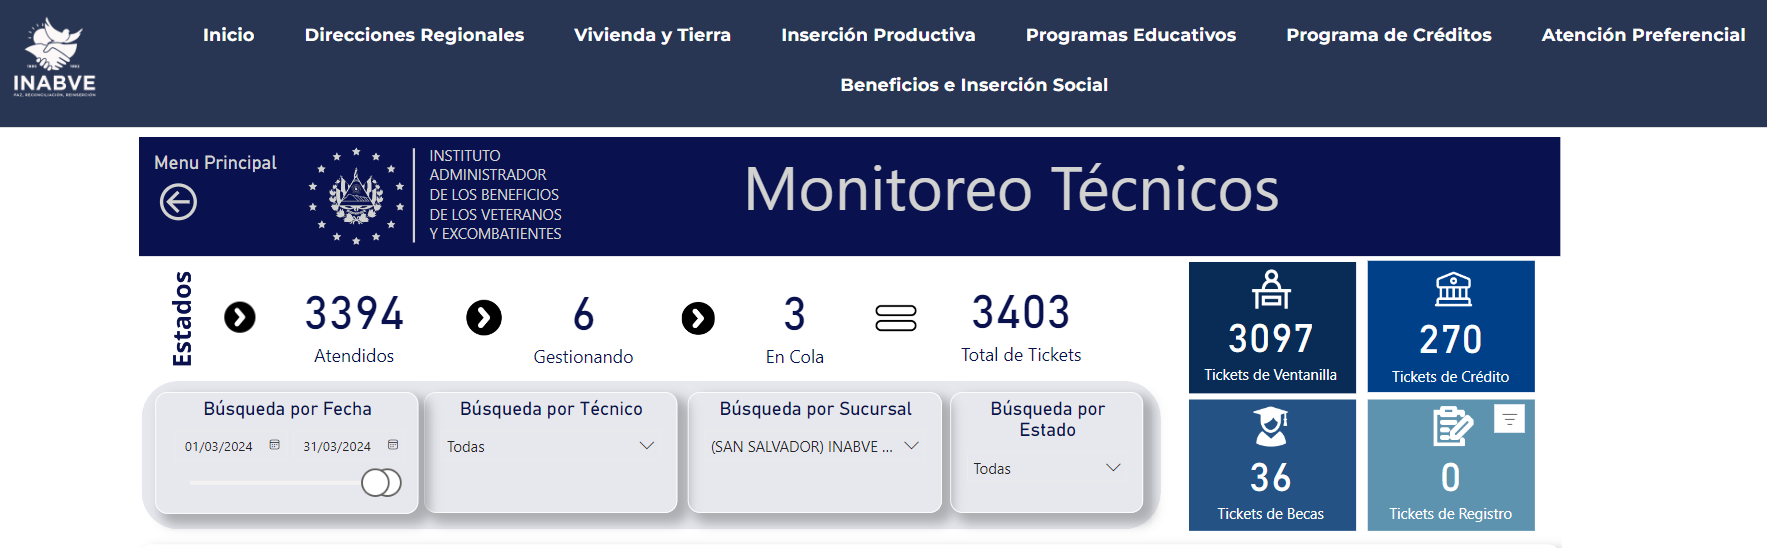 Inicio
Direcciones Regionales
Vivienda y Tierra
Inserción Productiva
Programas Educativos
Programa de Créditos
Atención Preferencial
Beneficios e Inserción Social
INABVE
PAZ, RECONCILIACIÓN, REINSERCIÓN
Menu Principal
INSTITUTO
ADMINISTRADOR
DE LOS BENEFICIOS
DE LOS VETERANOS
Y EXCOMBATIENTES
Monitoreo Técnicos
Estados
3394
Atendidos
6
Gestionando
3
En Cola
3403
Total de Tickets
3097
Tickets de Ventanilla
270
Tickets de Crédito
36
Tickets de Becas
0
Tickets de Registro
Búsqueda por Fecha
01/03/2024
31/03/2024
Búsqueda por Técnico
Todas
Búsqueda por Sucursal
(SAN SALVADOR) INABVE ...
Búsqueda por
Estado
Todas